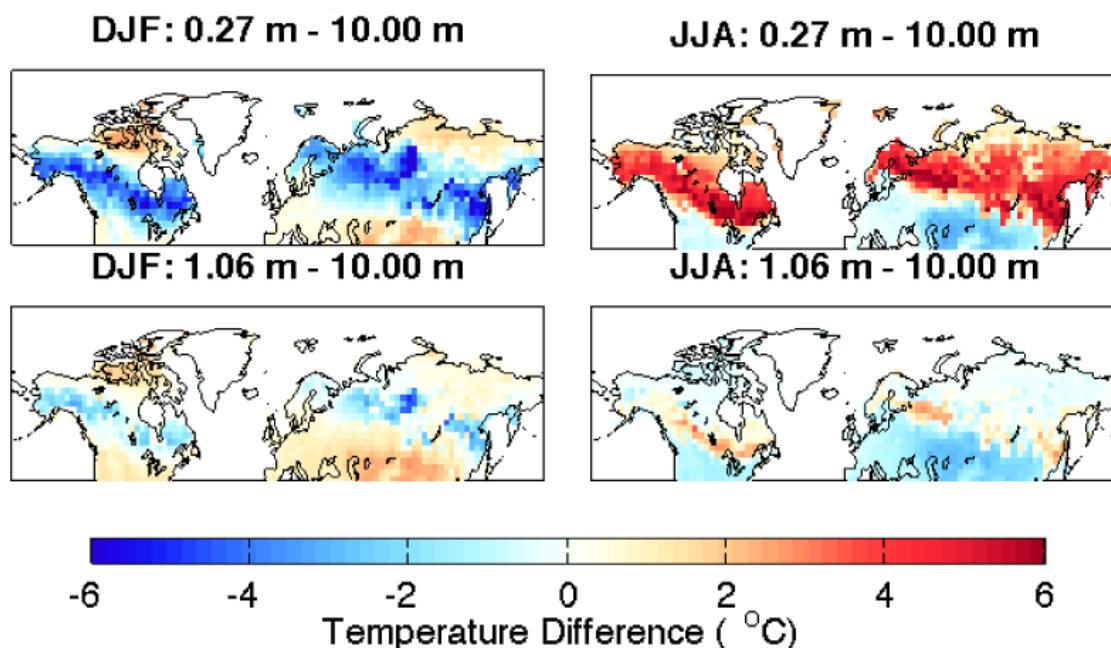 DJF: 0.27 m - 10.00 m
JJA: 0.27 m - 10.00 m
DJF: 1.06 m - 10.00 m
JJA: 1.06 m - 10.00 m
-6 -4 -2 0 2 4 6
Temperature Difference ( °C)